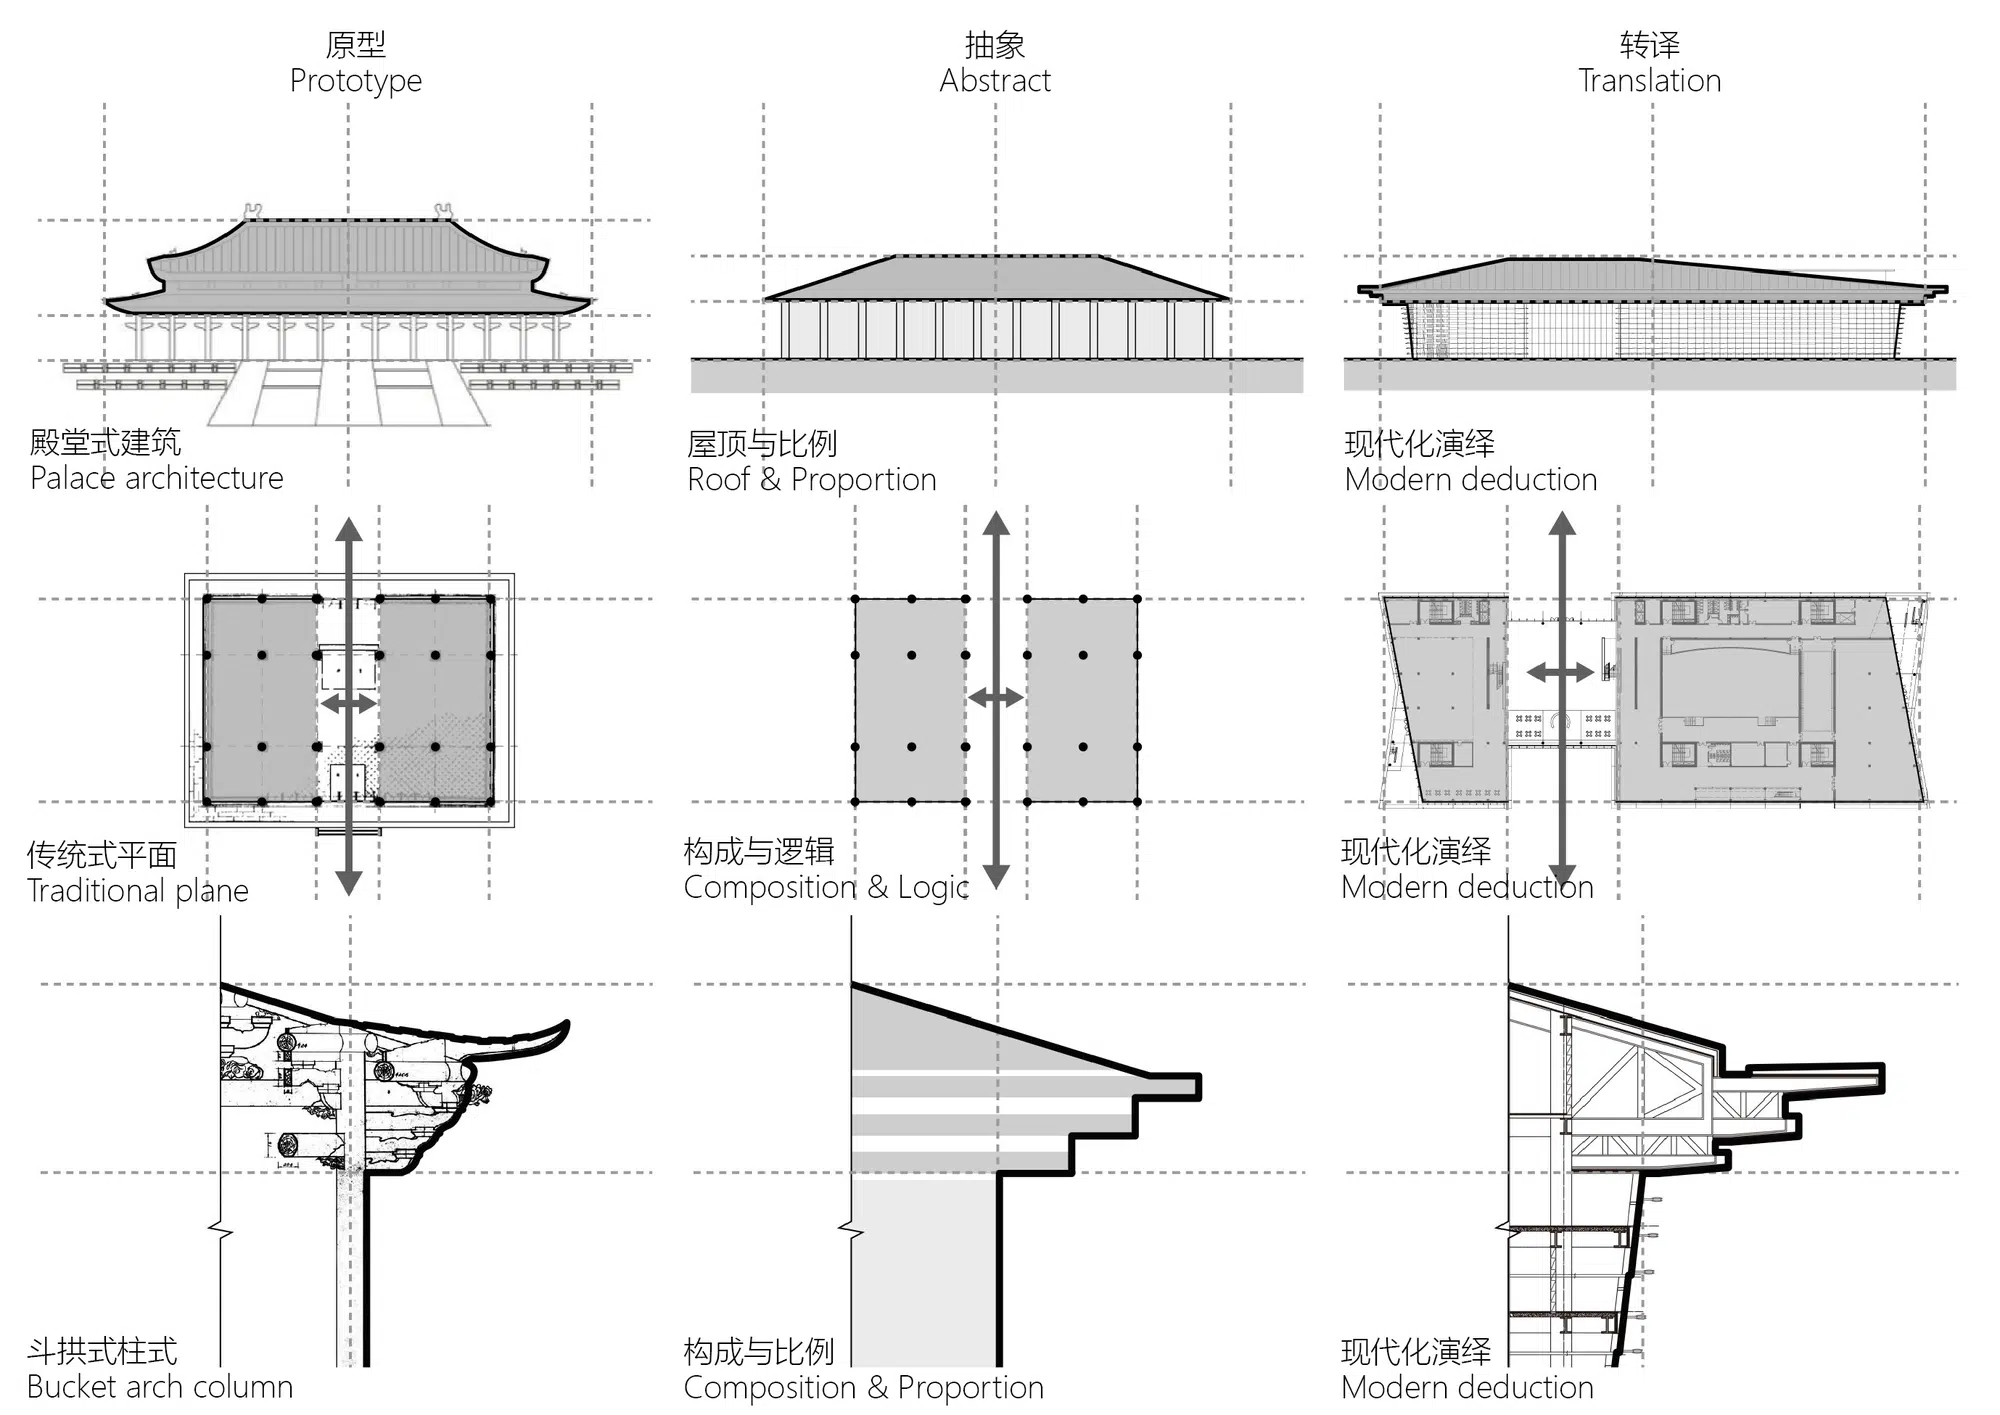 原型
Prototype
抽象
Abstract
转译
Translation
殿堂式建筑
Palace architecture
屋顶与比例
Roof & Proportion
现代化演绎
Modern deduction
传统式平面
Traditional plane
构成与逻辑
Composition & Logic
现代化演绎
Modern deduction
斗拱式柱式
Bucket arch column
构成与比例
Composition & Proportion
现代化演绎
Modern deduction